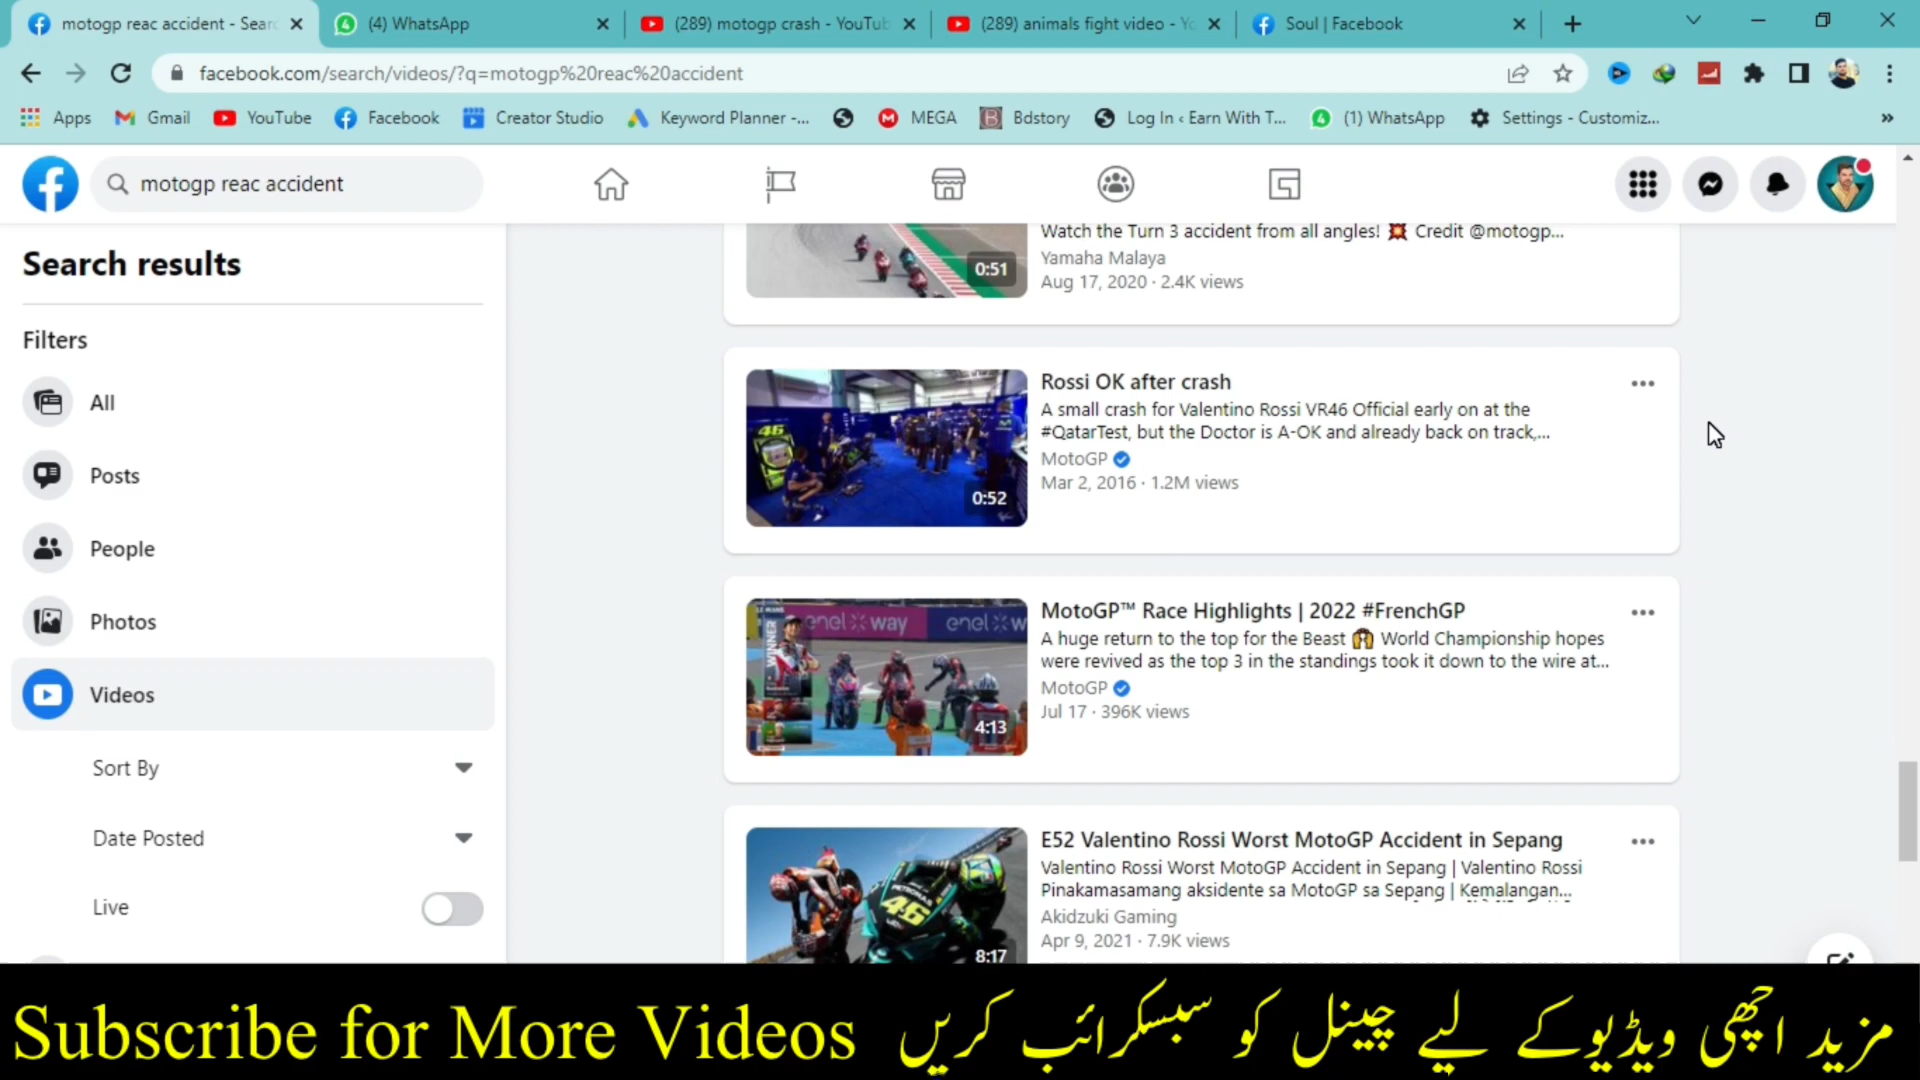 motogp reac accident - Searc
(4) WhatsApp
(289) motogp crash - YouTub
(289) animals fight video - Yo
Soul | Facebook
facebook.com/search/videos/?q=motogp%20reac%20accident
Apps
Gmail
YouTube
Facebook
Creator Studio
Keyword Planner -...
MEGA
Bdstory
Log In ‹ Earn With T...
(1) WhatsApp
Settings - Customiz...
motogp reac accident
Search results
Filters
All
Posts
People
Photos
Videos
Sort By
Date Posted
Live
Watch the Turn 3 accident from all angles! 💥 Credit @motogp...
Yamaha Malaya
Aug 17, 2020 · 2.4K views
0:51
Rossi OK after crash
A small crash for Valentino Rossi VR46 Official early on at the
#QatarTest, but the Doctor is A-OK and already back on track,...
MotoGP
Mar 2, 2016 · 1.2M views
46
0:52
MotoGP™ Race Highlights | 2022 #FrenchGP
A huge return to the top for the Beast 🙌 World Championship hopes
were revived as the top 3 in the standings took it down to the wire at...
MotoGP
Jul 17 · 396K views
enel way
enel w
WINNER
4:13
E52 Valentino Rossi Worst MotoGP Accident in Sepang
Valentino Rossi Worst MotoGP Accident in Sepang | Valentino Rossi
Pinakamasamang aksidente sa MotoGP sa Sepang | Kemalangan...
Akidzuki Gaming
Apr 9, 2021 · 7.9K views
PETRONAS
46
8:17
Subscribe for More Videos
مزید اچھی ویڈیوکے لیے چینل کو سبسکرائب کریں